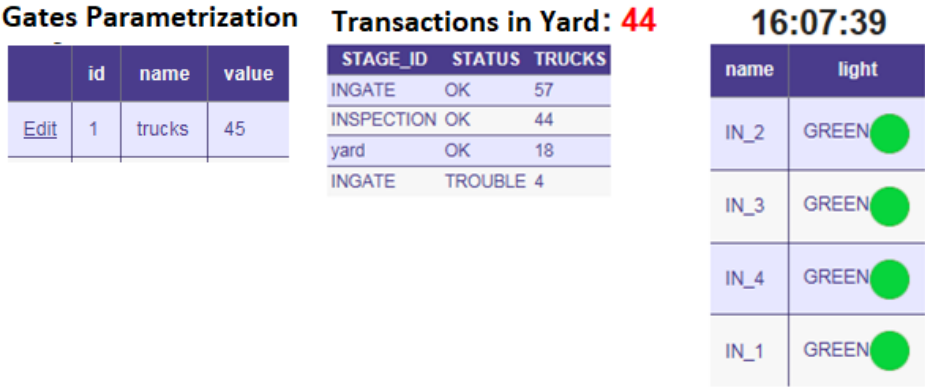 Gates Parametrization
id name value
Edit 1 trucks 45
Transactions in Yard: 44
STAGE_ID STATUS TRUCKS
INGATE OK 57
INSPECTION OK 44
yard OK 18
INGATE TROUBLE 4
16:07:39
name light
IN_2 GREEN
IN_3 GREEN
IN_4 GREEN
IN_1 GREEN